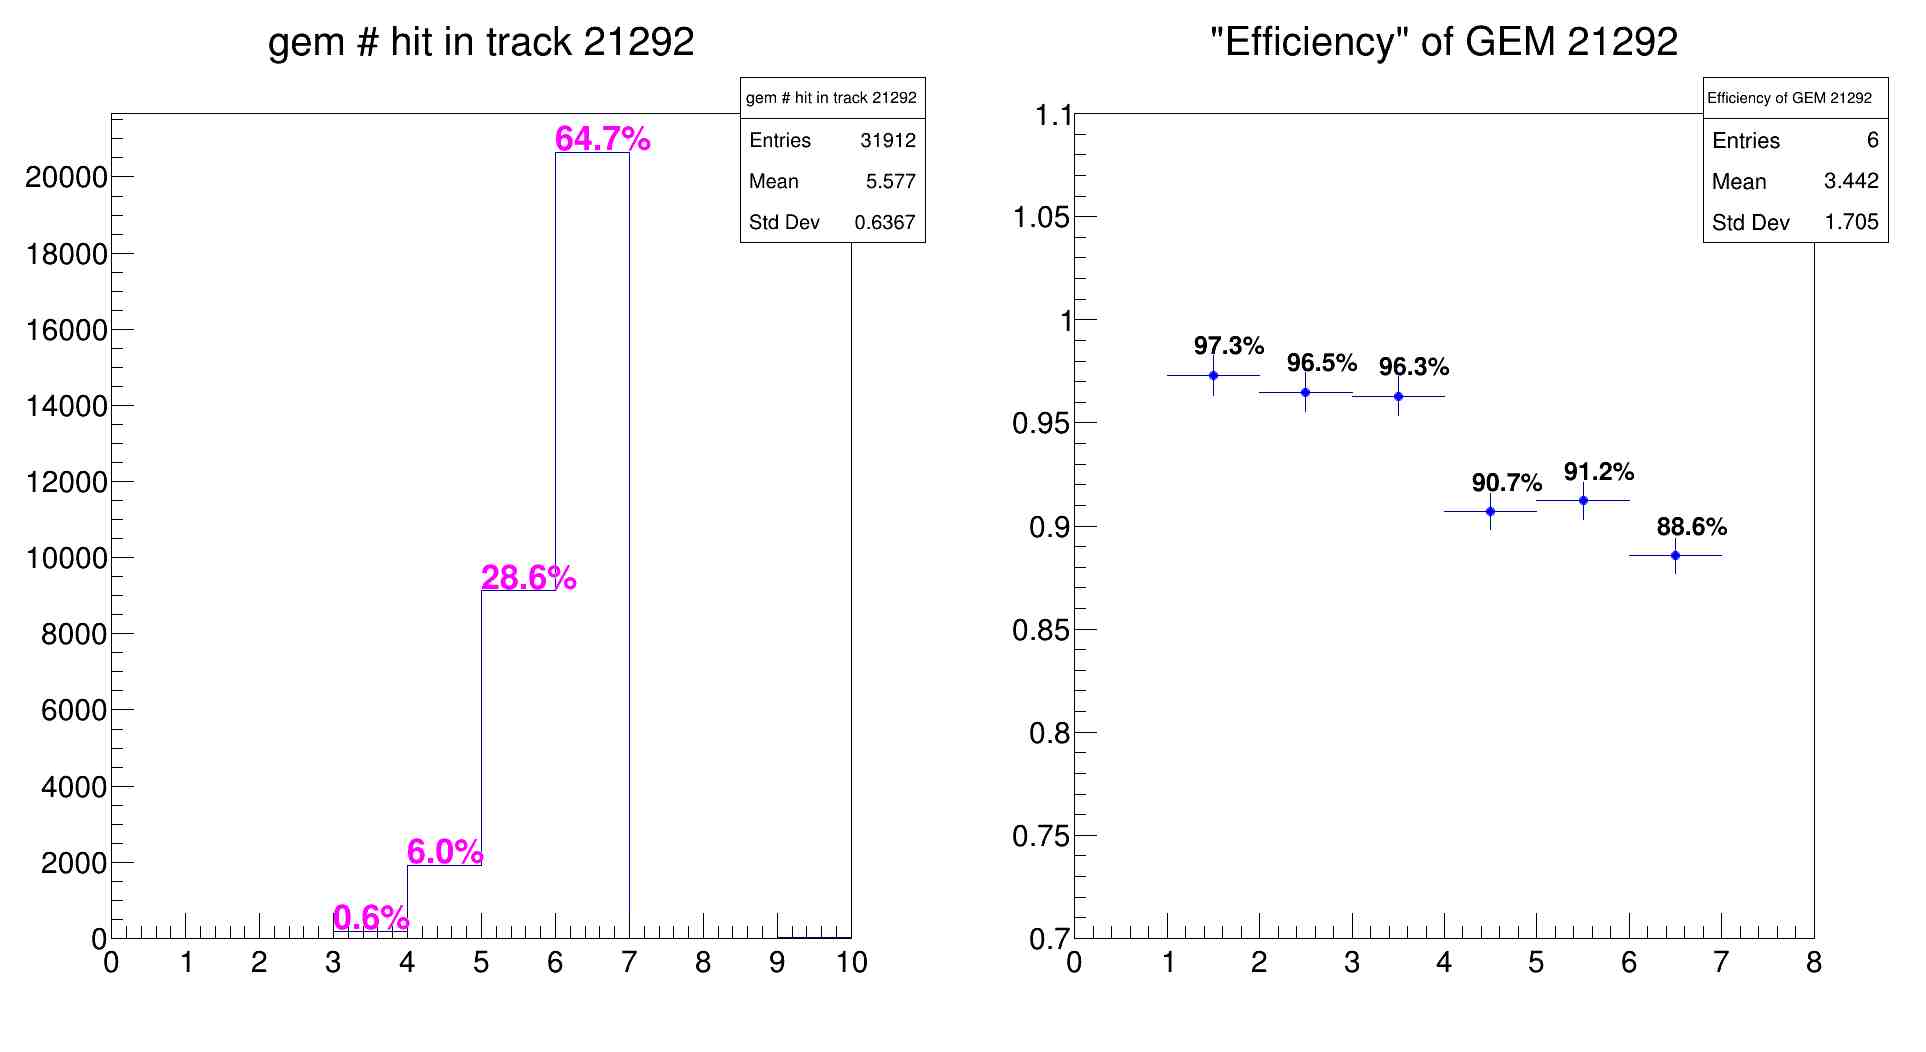 gem # hit in track 21292
gem # hit in track 21292
Entries 31912
Mean 5.577
Std Dev 0.6367
64.7%
28.6%
6.0%
0.6%
20000
18000
16000
14000
12000
10000
8000
6000
4000
2000
0
0 1 2 3 4 5 6 7 8 9 10
"Efficiency" of GEM 21292
Efficiency of GEM 21292
Entries 6
Mean 3.442
Std Dev 1.705
97.3% 96.5% 96.3%
90.7% 91.2%
88.6%
1.1
1.05
1
0.95
0.9
0.85
0.8
0.75
0.7
0 1 2 3 4 5 6 7 8